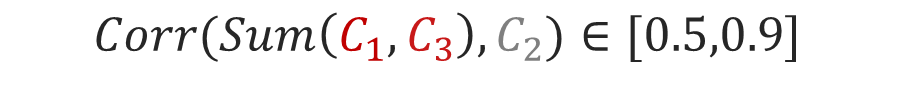 Corr(Sum(C₁, C₃), C₂) ∈ [0.5,0.9]